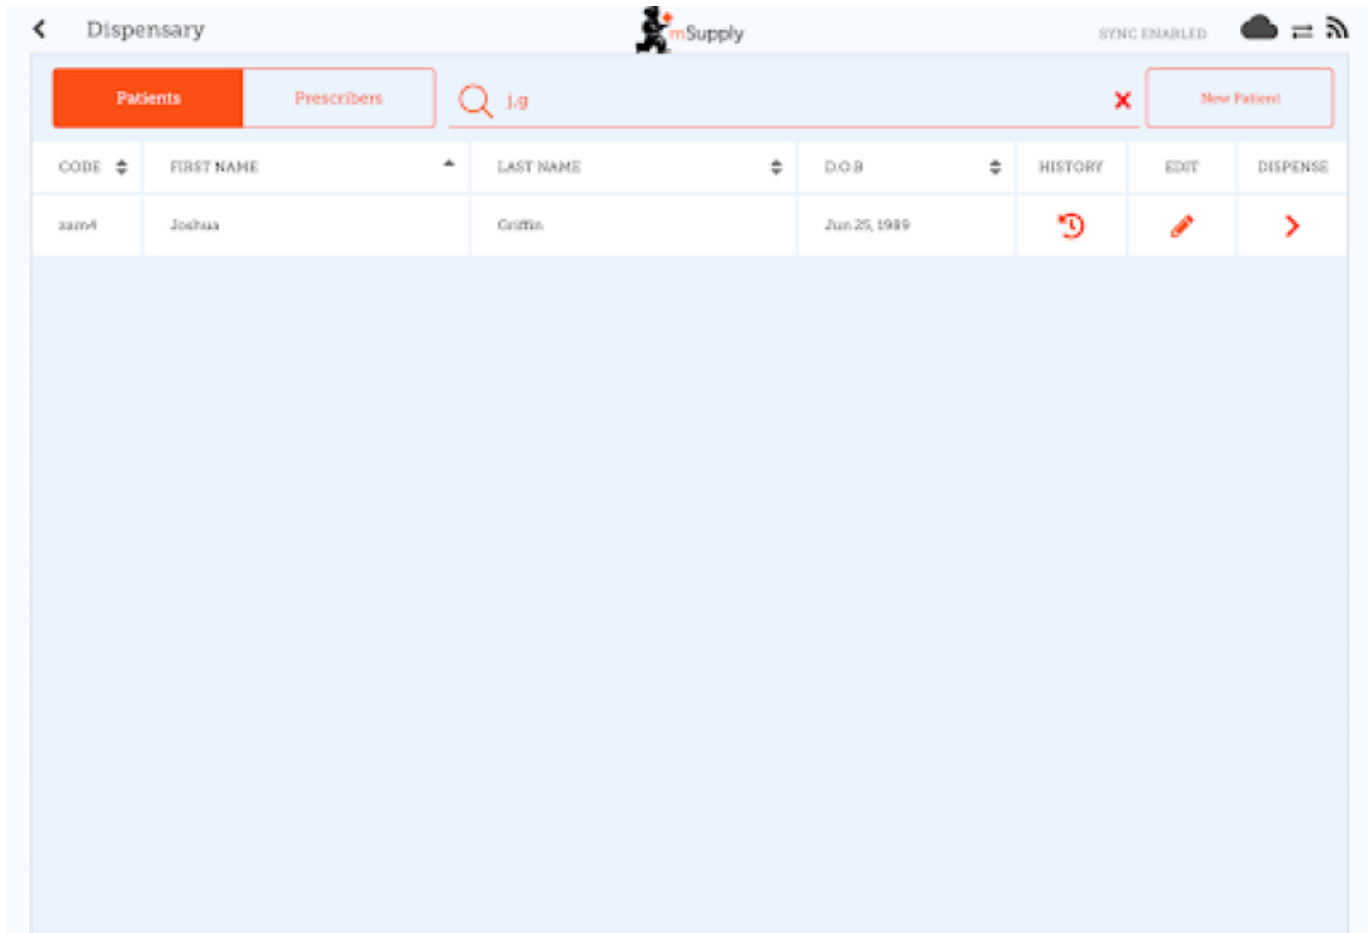 Dispensary
mSupply
SYNC ENABLED
Patients
Prescribers
j,g
New Patient
CODE
FIRST NAME
LAST NAME
D.O.B
HISTORY
EDIT
DISPENSE
Joshua
Griffin
Jun 25, 1989